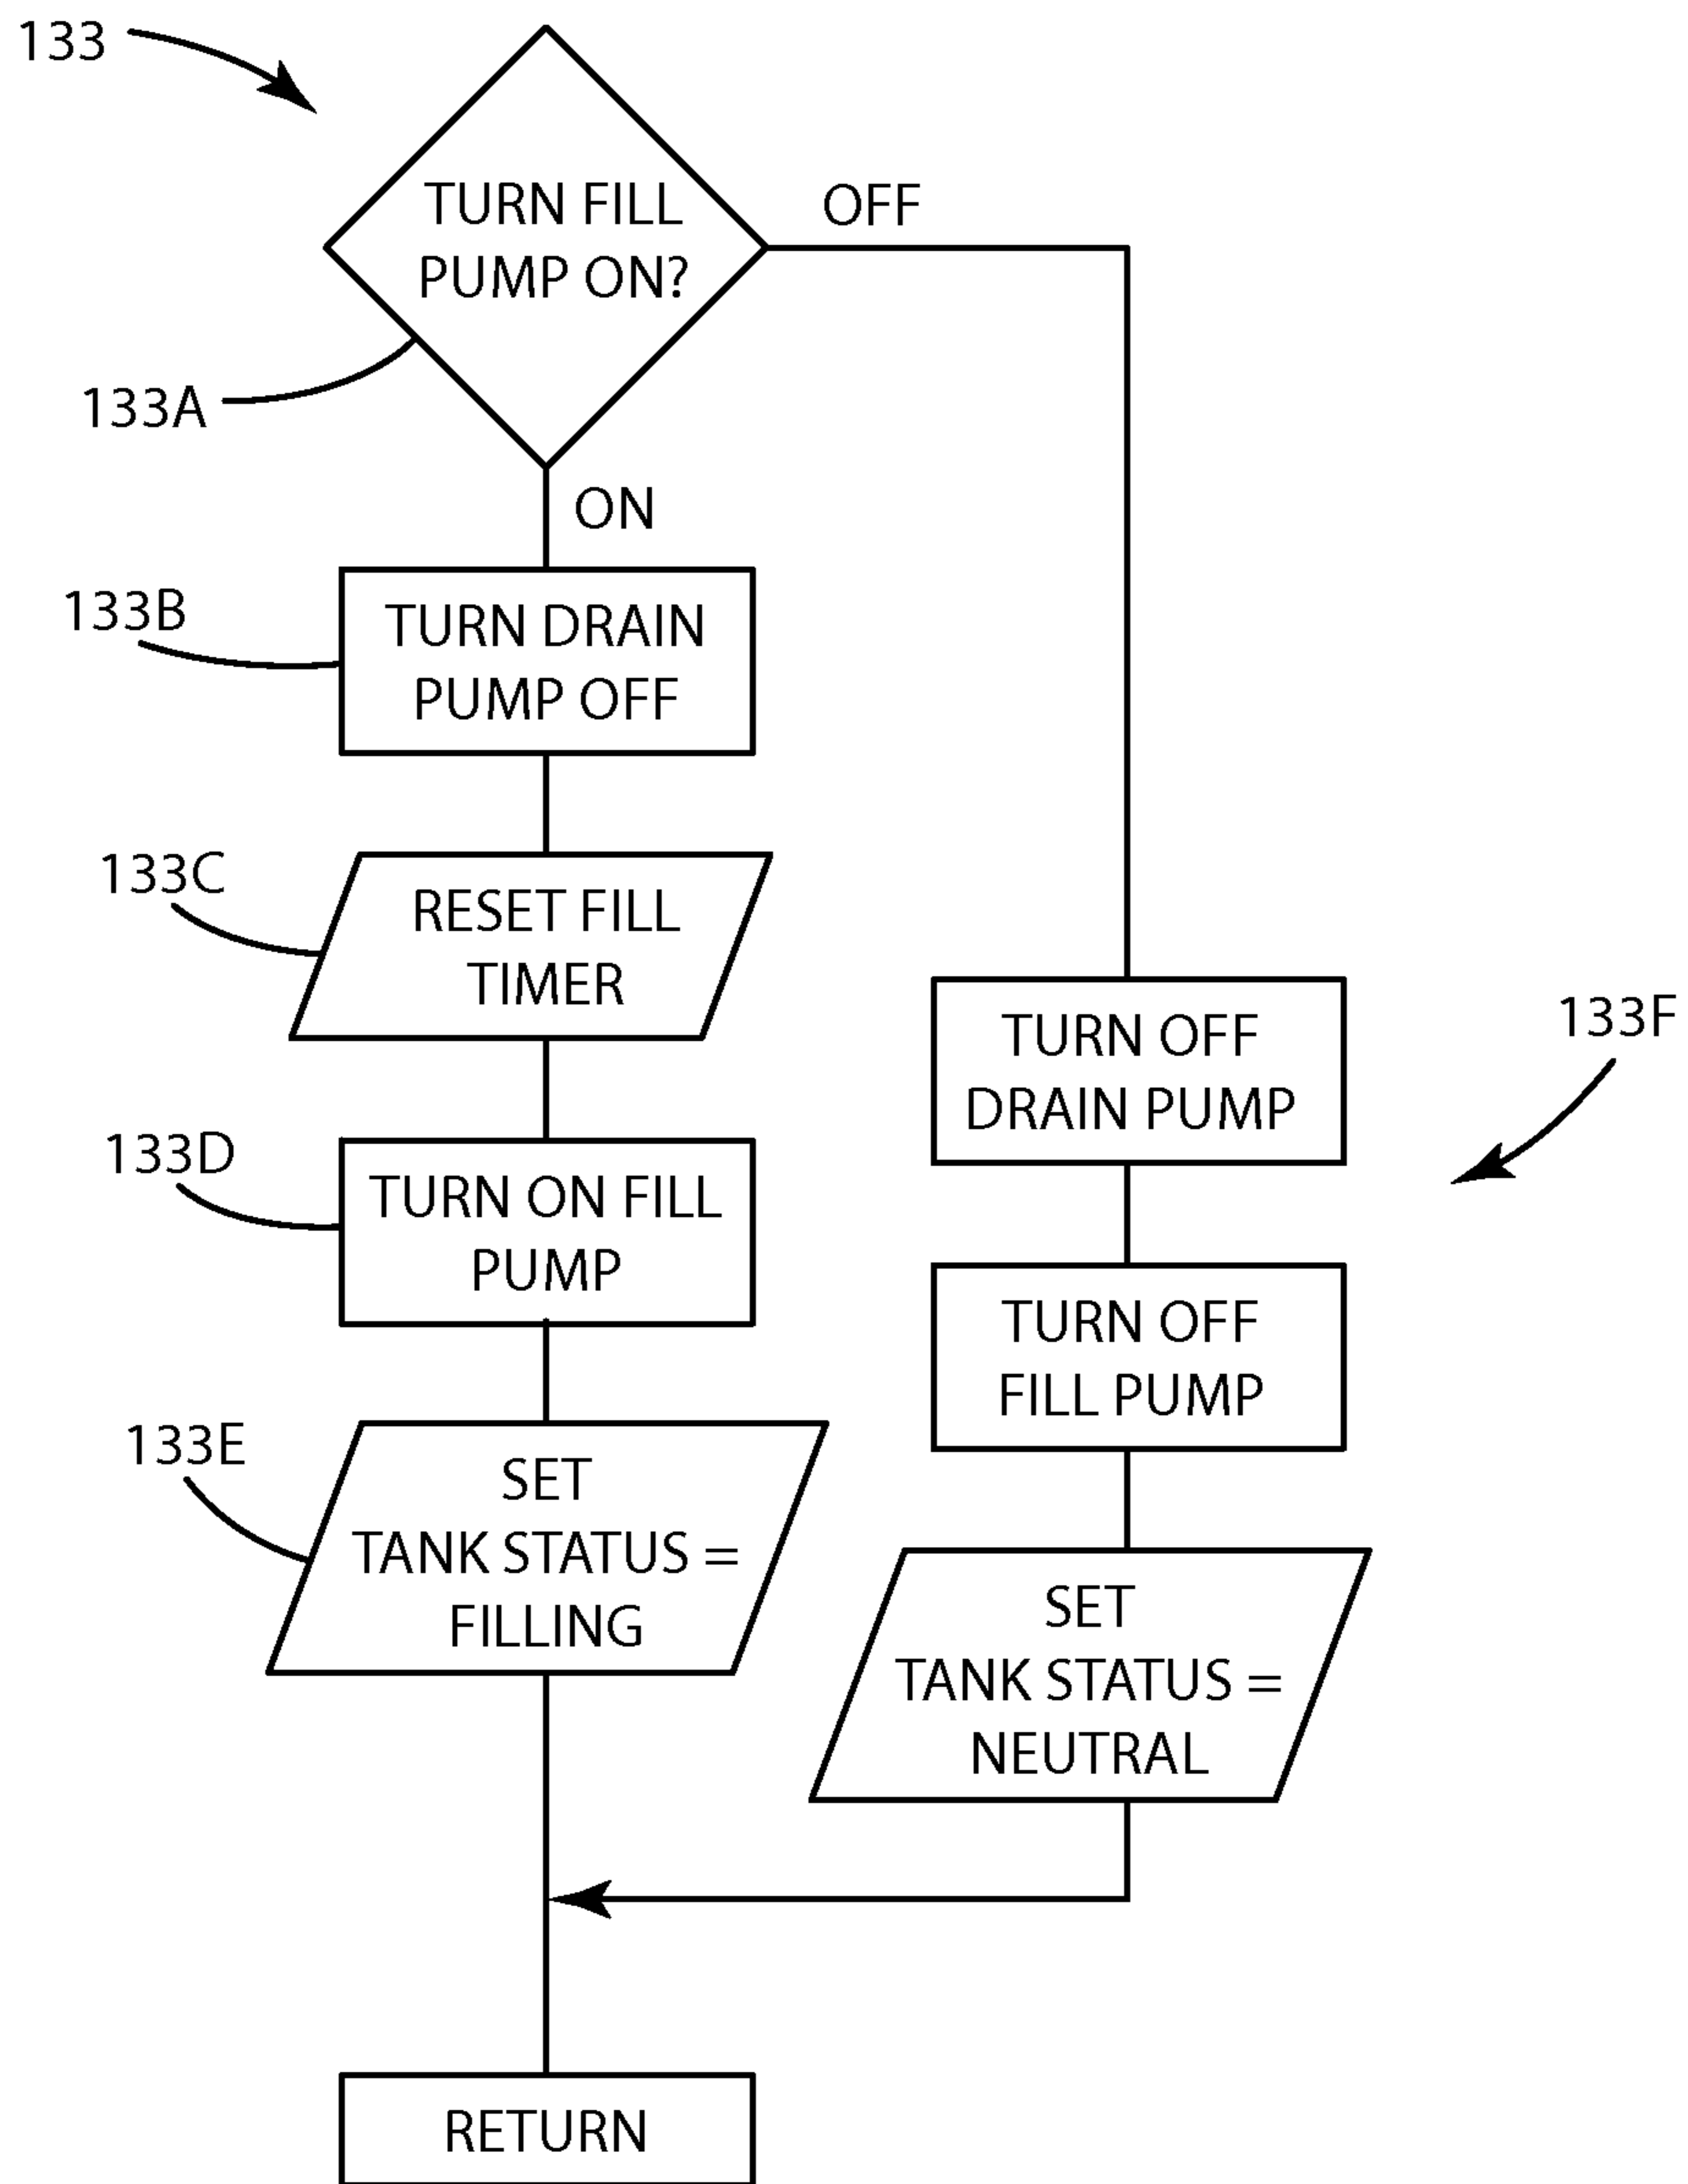 133
TURN FILL
PUMP ON?
OFF
133A
ON
133B
TURN DRAIN
PUMP OFF
133C
RESET FILL
TIMER
133D
TURN ON FILL
PUMP
133E
SET
TANK STATUS =
FILLING
TURN OFF
DRAIN PUMP
133F
TURN OFF
FILL PUMP
SET
TANK STATUS =
NEUTRAL
RETURN